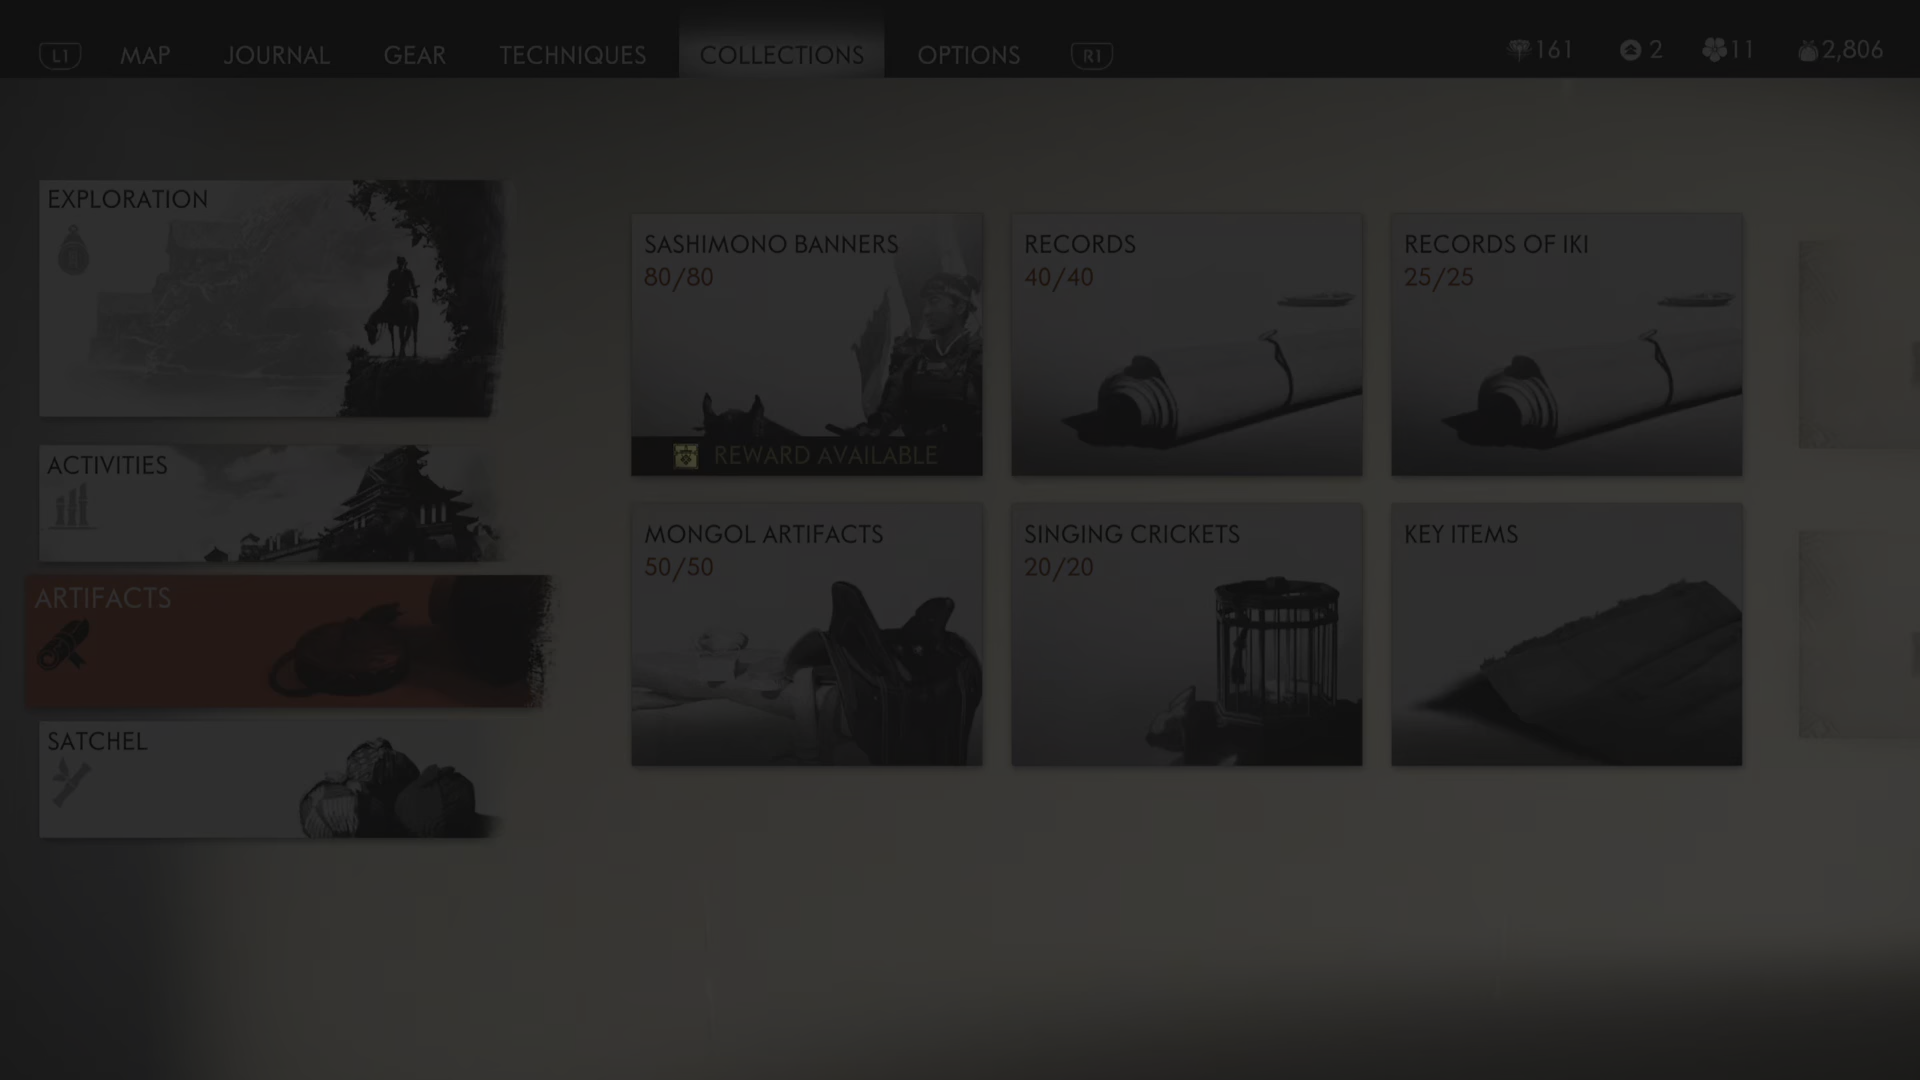 L1 MAP JOURNAL GEAR TECHNIQUES COLLECTIONS OPTIONS R1 161 2 11 2,806
EXPLORATION
ACTIVITIES
ARTIFACTS
SATCHEL
SASHIMONO BANNERS
80/80
REWARD AVAILABLE
RECORDS
40/40
RECORDS OF IKI
25/25
MONGOL ARTIFACTS
50/50
SINGING CRICKETS
20/20
KEY ITEMS